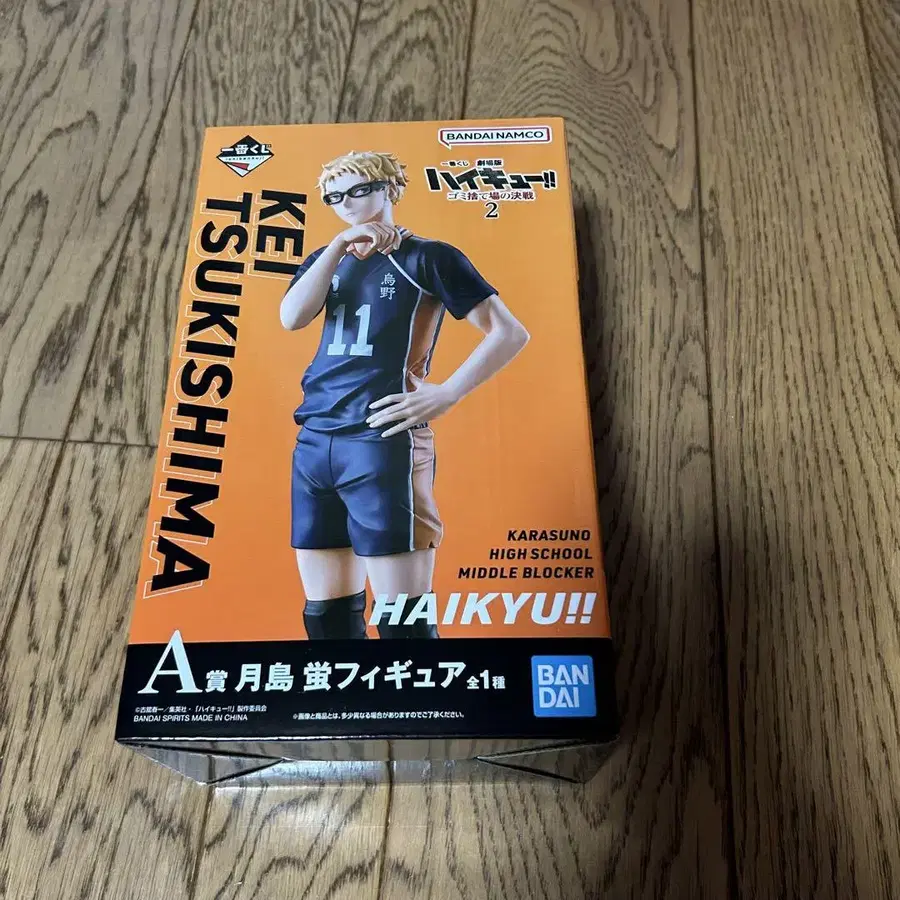 一番くじ
ichibankuji
BANDAI NAMCO
一番くじ 劇場版
ハイキュー!!
ゴミ捨て場の決戦
2
KEI
TSUKISHIMA
烏野
11
KARASUNO
HIGH SCHOOL
MIDDLE BLOCKER
HAIKYU!!
A賞 月島 蛍フィギュア 全1種
BAN
DAI
©古舘春一／集英社・「ハイキュー!!」製作委員会
BANDAI SPIRITS MADE IN CHINA
※画像と商品とは、多少異なる場合がありますのでご了承ください。